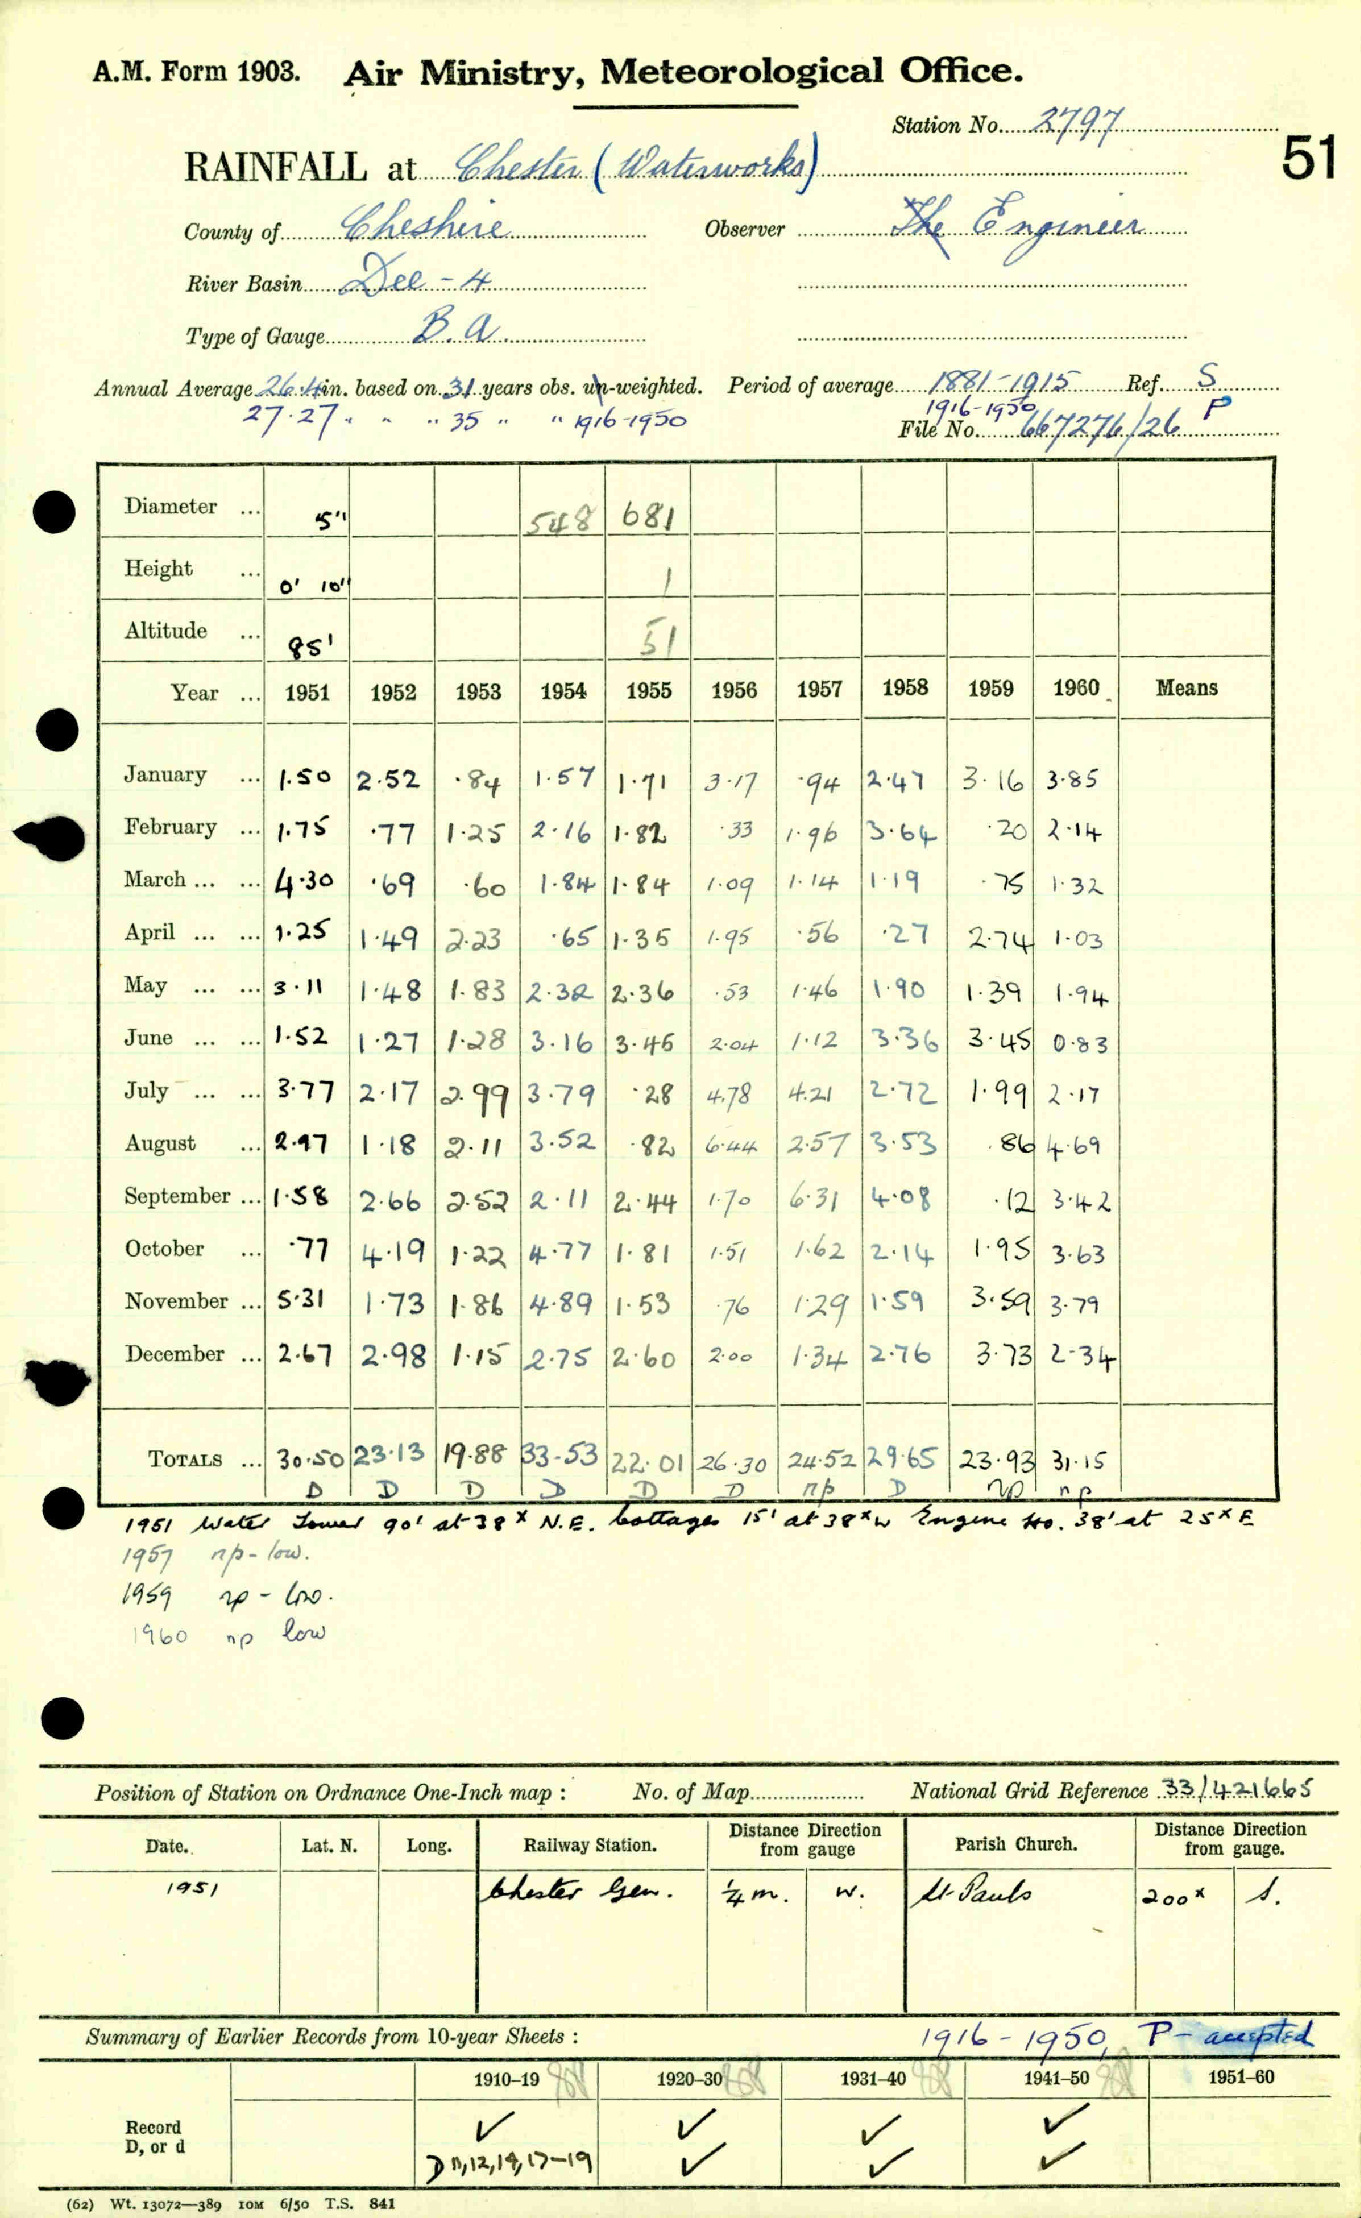 A.M. Form 1903. Air Ministry, Meteorological Office.
Station No. 2797
51
RAINFALL at Chester (Waterworks)
County of Cheshire Observer The Engineer
River Basin Dee - 4
Type of Gauge B.A.
Annual Average 26.4 in. based on 31 years obs. un-weighted. Period of average 1881-1915 Ref. S
27.27 " " " 35 " " 1916-1950 1916-1950 P
File No. 667276/26
Diameter ... 5" 548 681
Height ... 0' 10" 1
Altitude ... 85' 51
Year ... 1951 1952 1953 1954 1955 1956 1957 1958 1959 1960 Means
January ... 1.50 2.52 .84 1.57 1.71 3.17 .94 2.47 3.16 3.85
February ... 1.75 .77 1.25 2.16 1.82 .33 1.96 3.64 .20 2.14
March ... ... 4.30 .69 .60 1.84 1.84 1.09 1.14 1.19 .75 1.32
April ... ... 1.25 1.49 2.23 .65 1.35 1.95 .56 .27 2.74 1.03
May ... ... 3.11 1.48 1.83 2.32 2.36 .53 1.46 1.90 1.39 1.94
June ... ... 1.52 1.27 1.28 3.16 3.45 2.04 1.12 3.36 3.45 0.83
July ... ... 3.77 2.17 2.99 3.79 .28 4.78 4.21 2.72 1.99 2.17
August ... 2.97 1.18 2.11 3.52 .82 6.44 2.57 3.53 .86 4.69
September ... 1.58 2.66 2.52 2.11 2.44 1.70 6.31 4.08 .12 3.42
October ... .77 4.19 1.22 4.77 1.81 1.51 1.62 2.14 1.95 3.63
November ... 5.31 1.73 1.86 4.89 1.53 .76 1.29 1.59 3.59 3.79
December ... 2.67 2.98 1.15 2.75 2.60 2.00 1.34 2.76 3.73 2.34
TOTALS ... 30.50 23.13 19.88 33.53 22.01 26.30 24.52 29.65 23.93 31.15
D D D D D D np D np np
1951 Water Tower 90' at 38x N.E. Cottages 15' at 38x W Engine Ho. 38' at 25x E
1957 np - low.
1959 np - low.
1960 np low
Position of Station on Ordnance One-Inch map : No. of Map National Grid Reference 33/421665
Date. Lat. N. Long. Railway Station. Distance from Direction gauge Parish Church. Distance from Direction gauge.
1951 Chester Gen. ¼ m. W. St Pauls 200x S.
Summary of Earlier Records from 10-year Sheets : 1916-1950, P - accepted
1910–19 1920–30 1931–40 1941–50 1951–60
Record ✓ ✓ ✓ ✓
D, or d D 11,12,14,17-19 ✓ ✓ ✓
(62) Wt. 13072—389 10M 6/50 T.S. 841